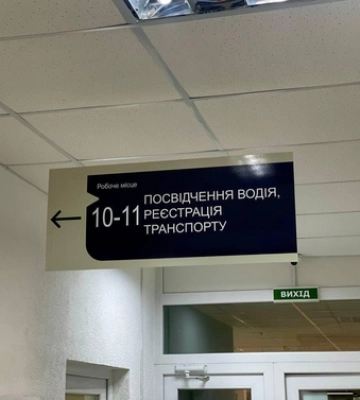 Робоче місце
10-11
ПОСВІДЧЕННЯ ВОДІЯ,
РЕЄСТРАЦІЯ
ТРАНСПОРТУ
ВИХІД